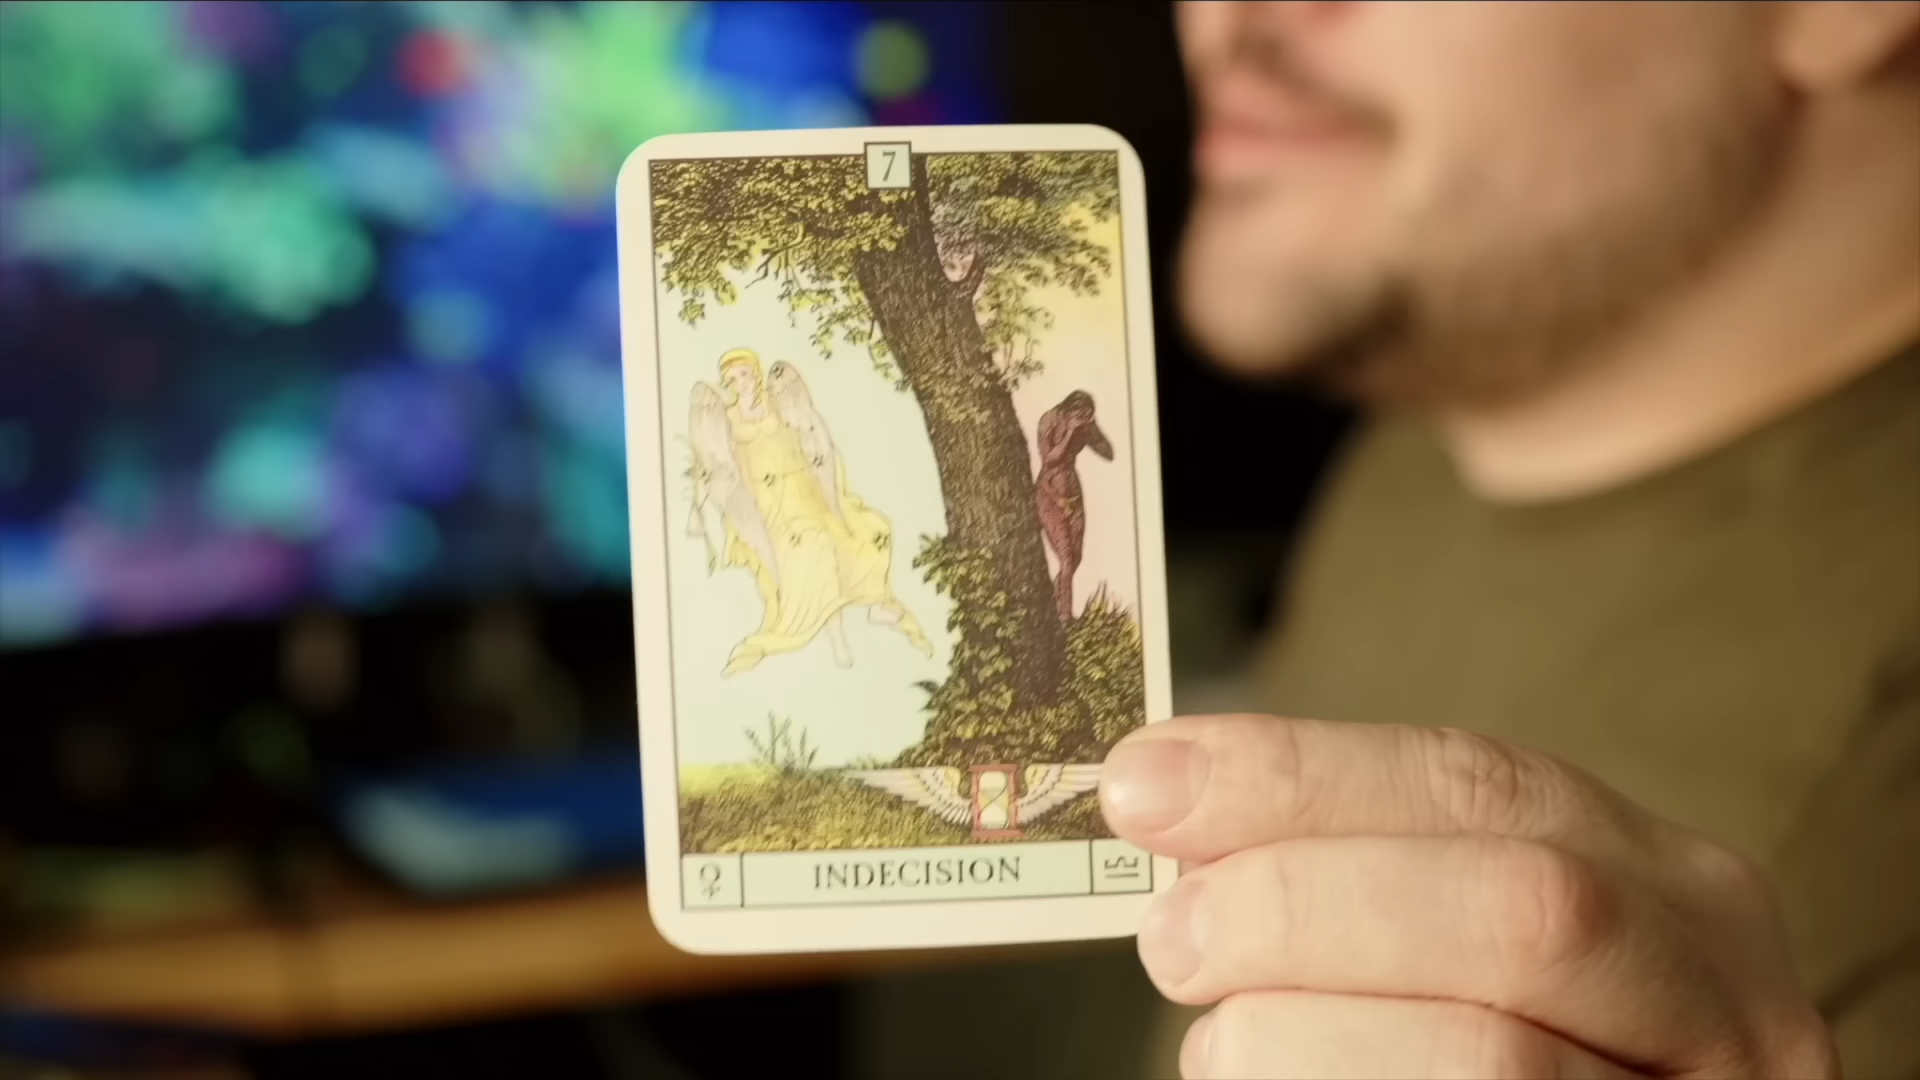 7
♀ INDECISION ♎